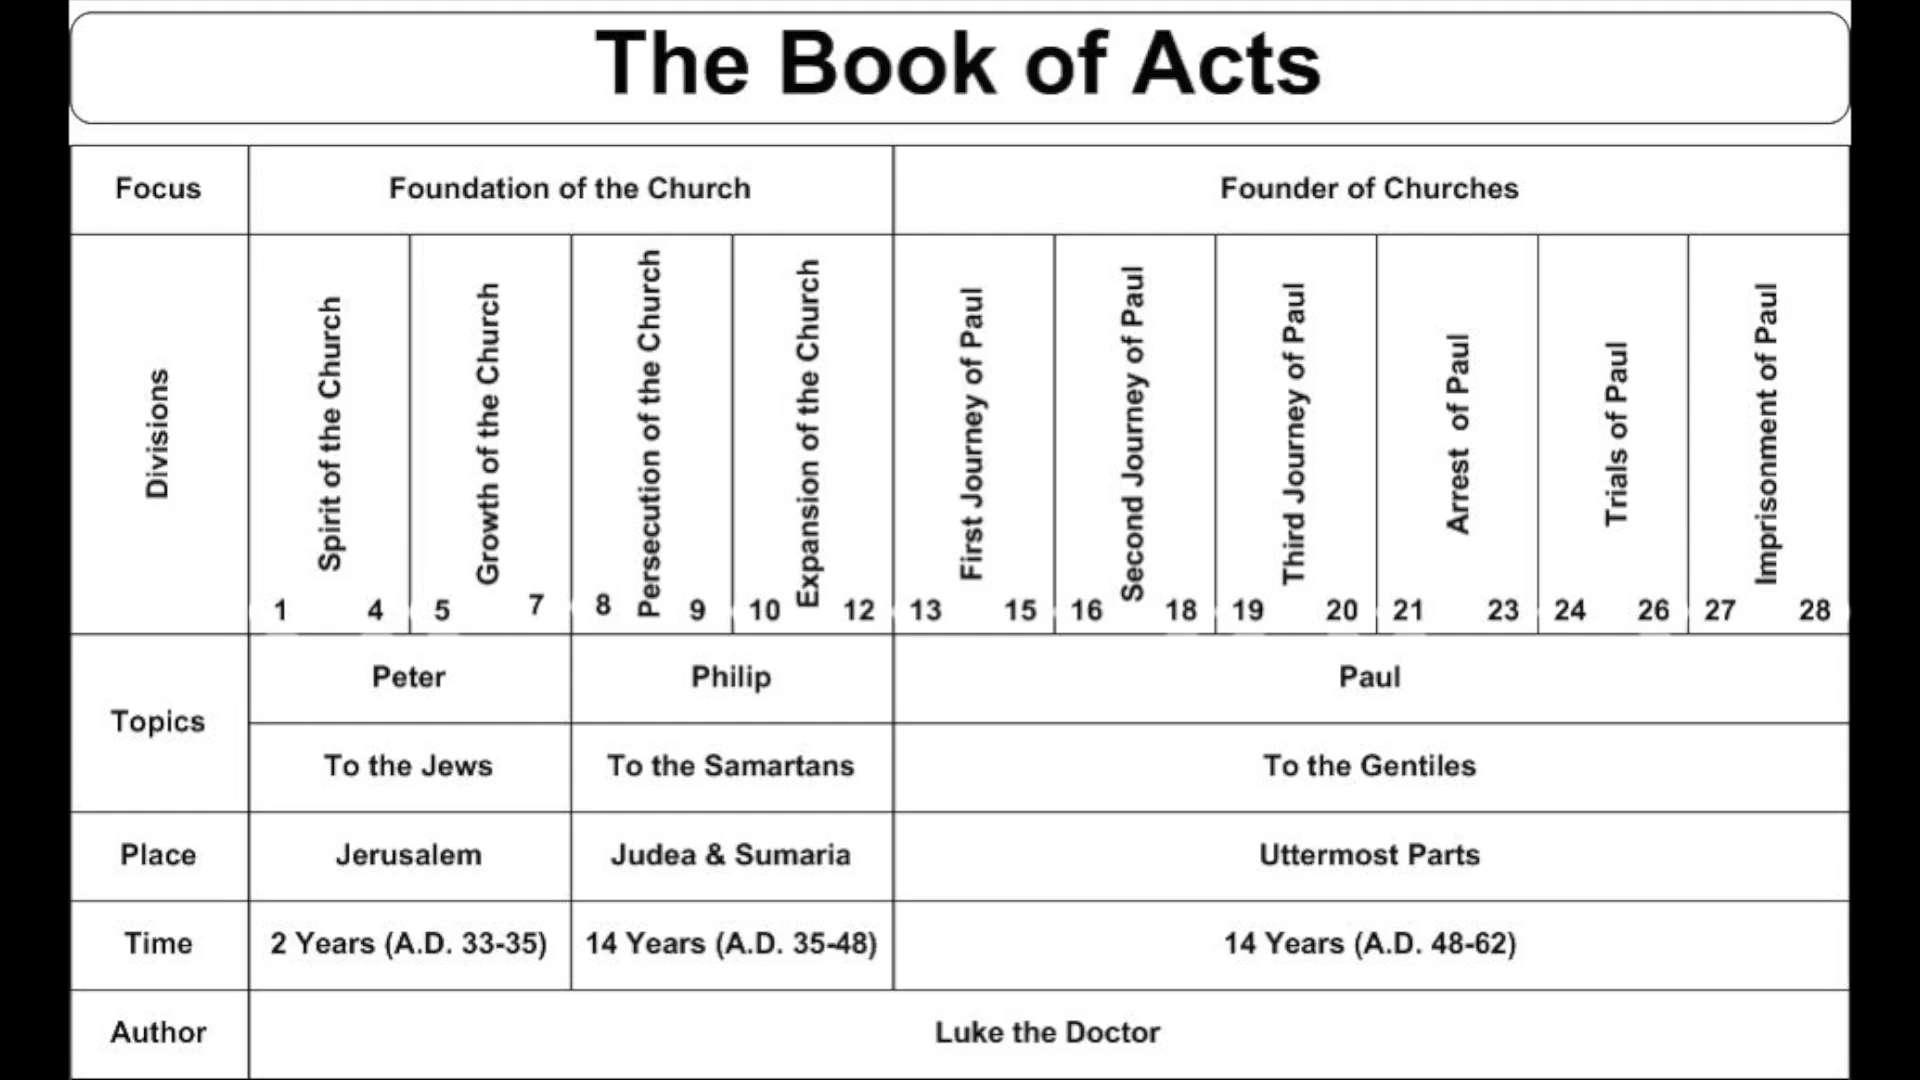 The Book of Acts
Focus
Foundation of the Church
Founder of Churches
Divisions
Spirit of the Church
1 4
Growth of the Church
5 7
Persecution of the Church
8 9
Expansion of the Church
10 12
First Journey of Paul
13 15
Second Journey of Paul
16 18
Third Journey of Paul
19 20
Arrest of Paul
21 23
Trials of Paul
24 26
Imprisonment of Paul
27 28
Topics
Peter
Philip
Paul
To the Jews
To the Samartans
To the Gentiles
Place
Jerusalem
Judea & Sumaria
Uttermost Parts
Time
2 Years (A.D. 33-35)
14 Years (A.D. 35-48)
14 Years (A.D. 48-62)
Author
Luke the Doctor